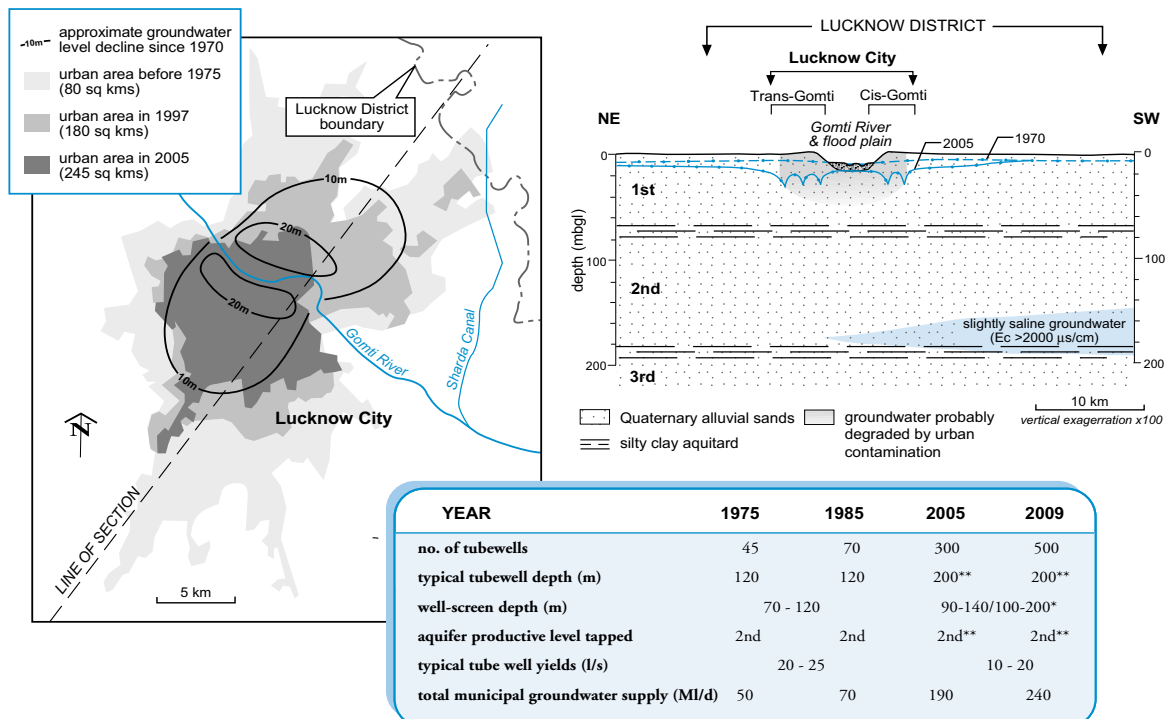 10m
approximate groundwater
level decline since 1970
urban area before 1975
(80 sq kms)
urban area in 1997
(180 sq kms)
urban area in 2005
(245 sq kms)
Lucknow District
boundary
10m
20m
20m
10m
Gomti River
Sharda Canal
Lucknow City
N
LINE OF SECTION
5 km
LUCKNOW DISTRICT
Lucknow City
Trans-Gomti
Cis-Gomti
NE
SW
Gomti River
& flood plain
2005
1970
0
100
200
depth (mbgl)
0
100
200
1st
2nd
3rd
slightly saline groundwater
(Ec >2000 µs/cm)
10 km
vertical exagerration x100
Quaternary alluvial sands
silty clay aquitard
groundwater probably
degraded by urban
contamination
YEAR 1975 1985 2005 2009
no. of tubewells 45 70 300 500
typical tubewell depth (m) 120 120 200** 200**
well-screen depth (m) 70 - 120 90-140/100-200*
aquifer productive level tapped 2nd 2nd 2nd** 2nd**
typical tube well yields (l/s) 20 - 25 10 - 20
total municipal groundwater supply (Ml/d) 50 70 190 240